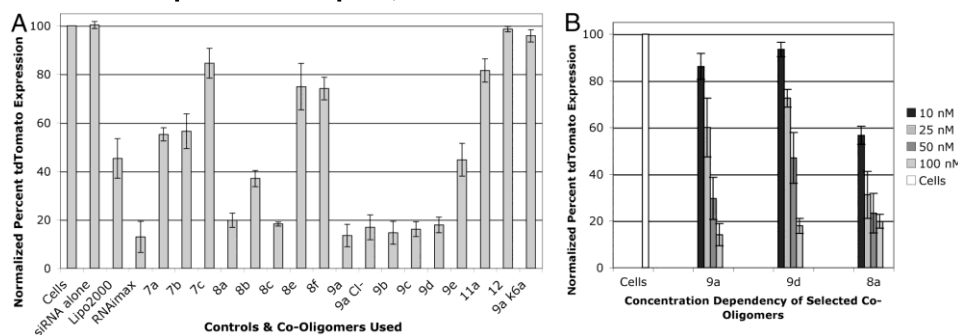 A
Normalized Percent tdTomato Expression
100
80
60
40
20
0
Cells
siRNA alone
Lipo2000
RNAimax
7a
7b
7c
8a
8b
8c
8e
8f
9a
9a Cl-
9b
9c
9d
9e
11a
12
9a k6a
Controls & Co-Oligomers Used
B
Normalized Percent tdTomato Expression
100
80
60
40
20
0
Cells
9a
9d
8a
Concentration Dependency of Selected Co-
Oligomers
10 nM
25 nM
50 nM
100 nM
Cells